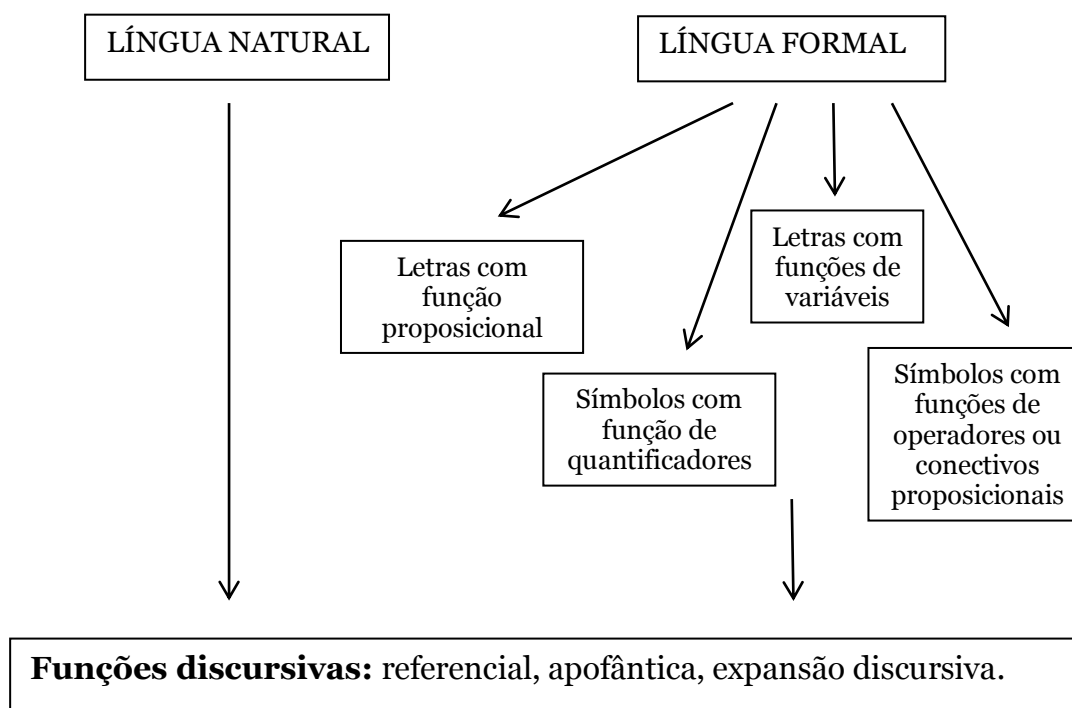 LÍNGUA NATURAL
LÍNGUA FORMAL
Letras com
função
proposicional
Letras com
funções de
variáveis
Símbolos com
função de
quantificadores
Símbolos com
funções de
operadores ou
conectivos
proposicionais
Funções discursivas: referencial, apofântica, expansão discursiva.